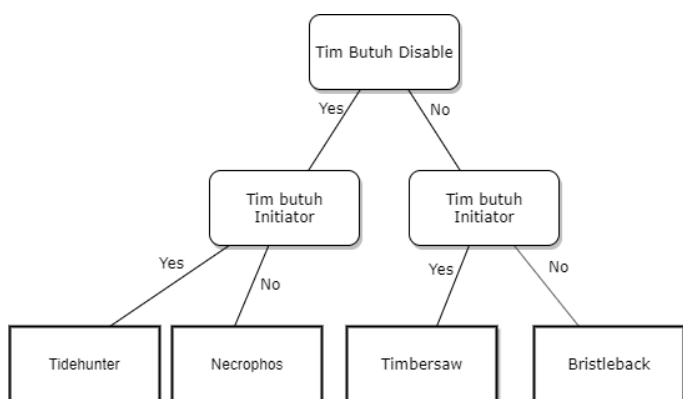 Tim Butuh Disable
Yes
No
Tim butuh
Initiator
Tim butuh
Initiator
Yes
No
Yes
No
Tidehunter
Necrophos
Timbersaw
Bristleback